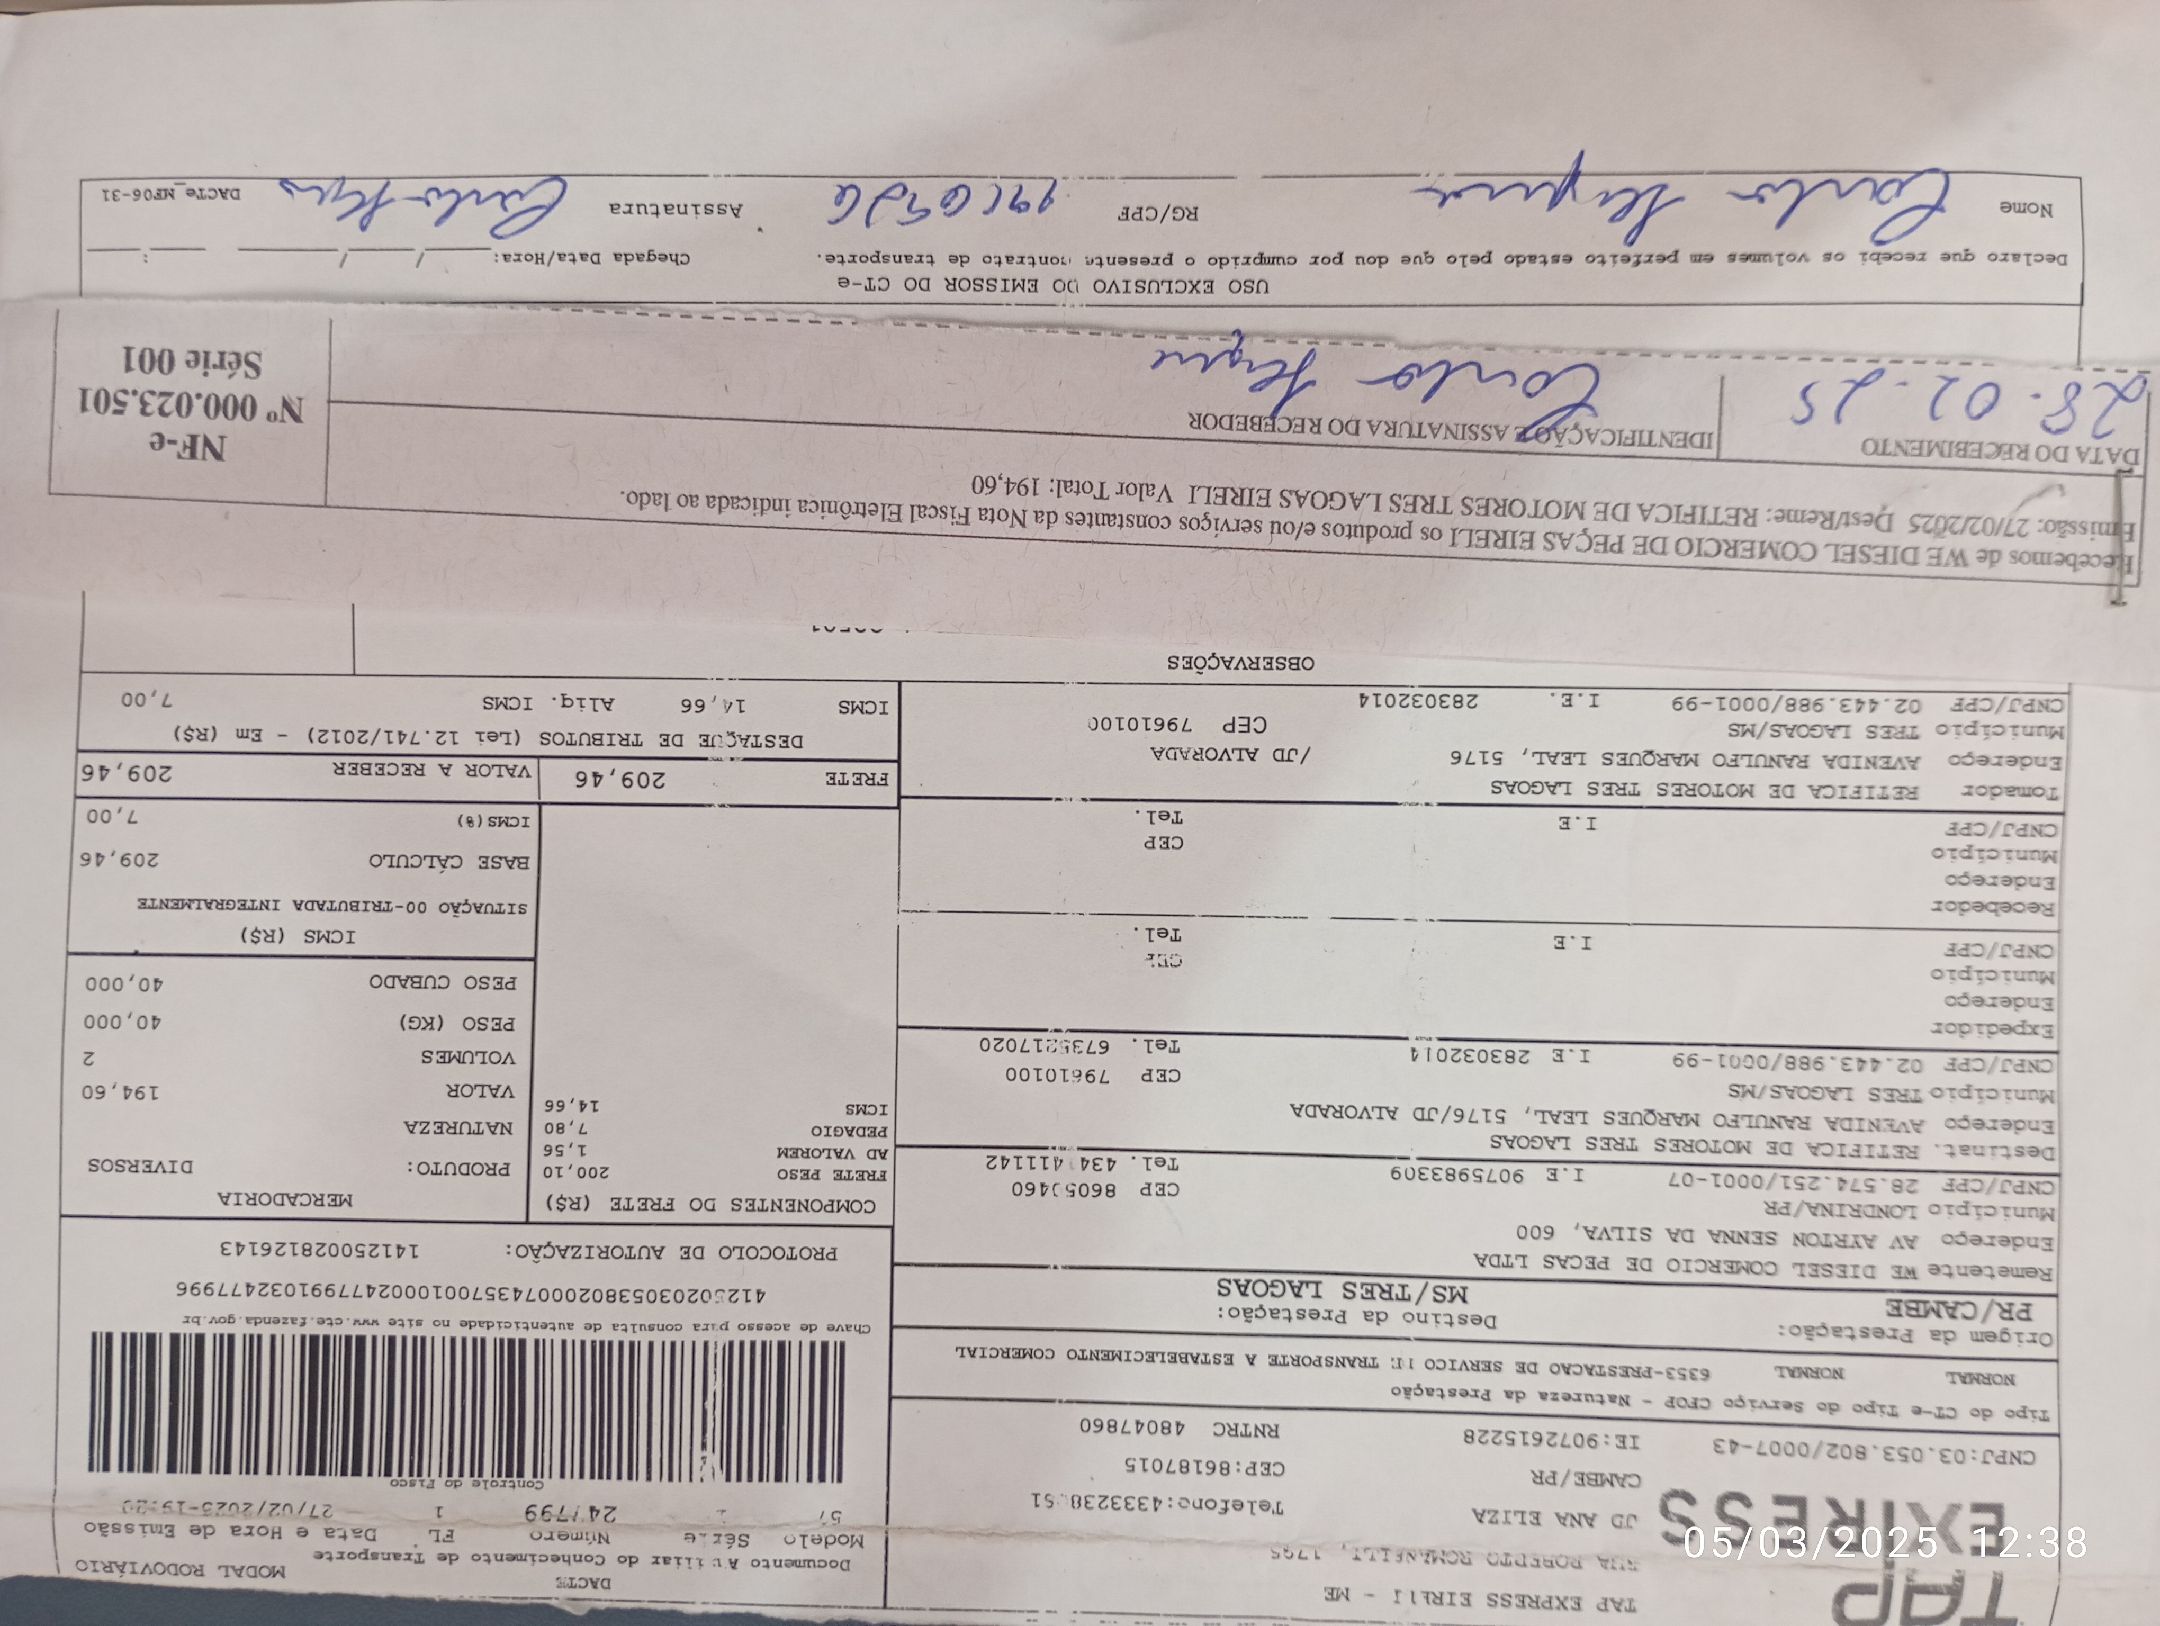 TAP
EXPRESS
TAP EXPRESS EIRELI - ME
RUA ROBERTO ROMANELLI, 1795
JD ANA ELIZA
CAMBE/PR
CEP:86187015
CNPJ:03.053.802/0007-43 IE:9072615228 RNTRC 48047860
DACTE
Documento Auxiliar do Conhecimento de Transporte
MODAL RODOVIÁRIO
Modelo Série Número FL Data e Hora de Emissão
57 247799 1 27/02/2025-19:20
Controle do Fisco
Chave de acesso para consulta de autenticidade no site www.cte.fazenda.gov.br
41250203053802000743570010002477991032477996
PROTOCOLO DE AUTORIZAÇÃO: 141250028126143
Tipo do CT-e Tipo do Serviço CFOP - Natureza da Prestação
NORMAL NORMAL 6353-PRESTACAO DE SERVICO DE TRANSPORTE A ESTABELECIMENTO COMERCIAL
Origem da Prestação: Destino da Prestação:
PR/CAMBE MS/TRES LAGOAS
Remetente WE DIESEL COMERCIO DE PECAS LTDA
Endereço AV AYRTON SENNA DA SILVA, 600
Município LONDRINA/PR CEP 86050460
CNPJ/CPF 28.574.251/0001-07 I.E 9075983309 Tel.
Destinat. RETIFICA DE MOTORES TRES LAGOAS
Endereço AVENIDA RANULFO MARQUES LEAL, 5176/JD ALVORADA
Município TRES LAGOAS/MS CEP 79610100
CNPJ/CPF 02.443.988/0001-99 I.E 283032014 Tel. 6735217020
Expedidor
Endereço
Município CEP
CNPJ/CPF I.E Tel.
Recebedor
Endereço
Município CEP
CNPJ/CPF I.E Tel.
Tomador RETIFICA DE MOTORES TRES LAGOAS
Endereço AVENIDA RANULFO MARQUES LEAL, 5176 /JD ALVORADA
Município TRES LAGOAS/MS CEP 79610100
CNPJ/CPF 02.443.988/0001-99 I.E. 283032014
COMPONENTES DO FRETE (R$)
FRETE PESO 200,10
AD VALOREM 1,56
PEDAGIO 7,80
ICMS 14,66
MERCADORIA
PRODUTO: DIVERSOS
NATUREZA
VALOR 194,60
VOLUMES 2
PESO (KG) 40,000
PESO CUBADO 40,000
ICMS (R$)
SITUAÇÃO 00-TRIBUTADA INTEGRALMENTE
BASE CÁLCULO 209,46
ICMS(%) 7,00
FRETE 209,46 VALOR A RECEBER 209,46
DESTAQUE DE TRIBUTOS (Lei 12.741/2012) - Em (R$)
ICMS 14,66 Aliq. ICMS 7,00
OBSERVAÇÕES
Recebemos de WE DIESEL COMERCIO DE PEÇAS EIRELI os produtos e/ou serviços constantes da Nota Fiscal Eletrônica indicada ao lado.
Emissão: 27/02/2025 Dest/Reme: RETIFICA DE MOTORES TRES LAGOAS EIRELI Valor Total: 194,60
DATA DO RECEBIMENTO IDENTIFICAÇÃO E ASSINATURA DO RECEBEDOR
28.02.25 Carlos
NF-e
Nº 000.023.501
Série 001
USO EXCLUSIVO DO EMISSOR DO CT-e
Declaro que recebi os volumes em perfeito estado pelo que dou por cumprido o presente contrato de transporte. Chegada Data/Hora: / / :
Nome Carlos RG/CPF Assinatura Carlos
DACTe_MF06-31
05/03/2025 12:38